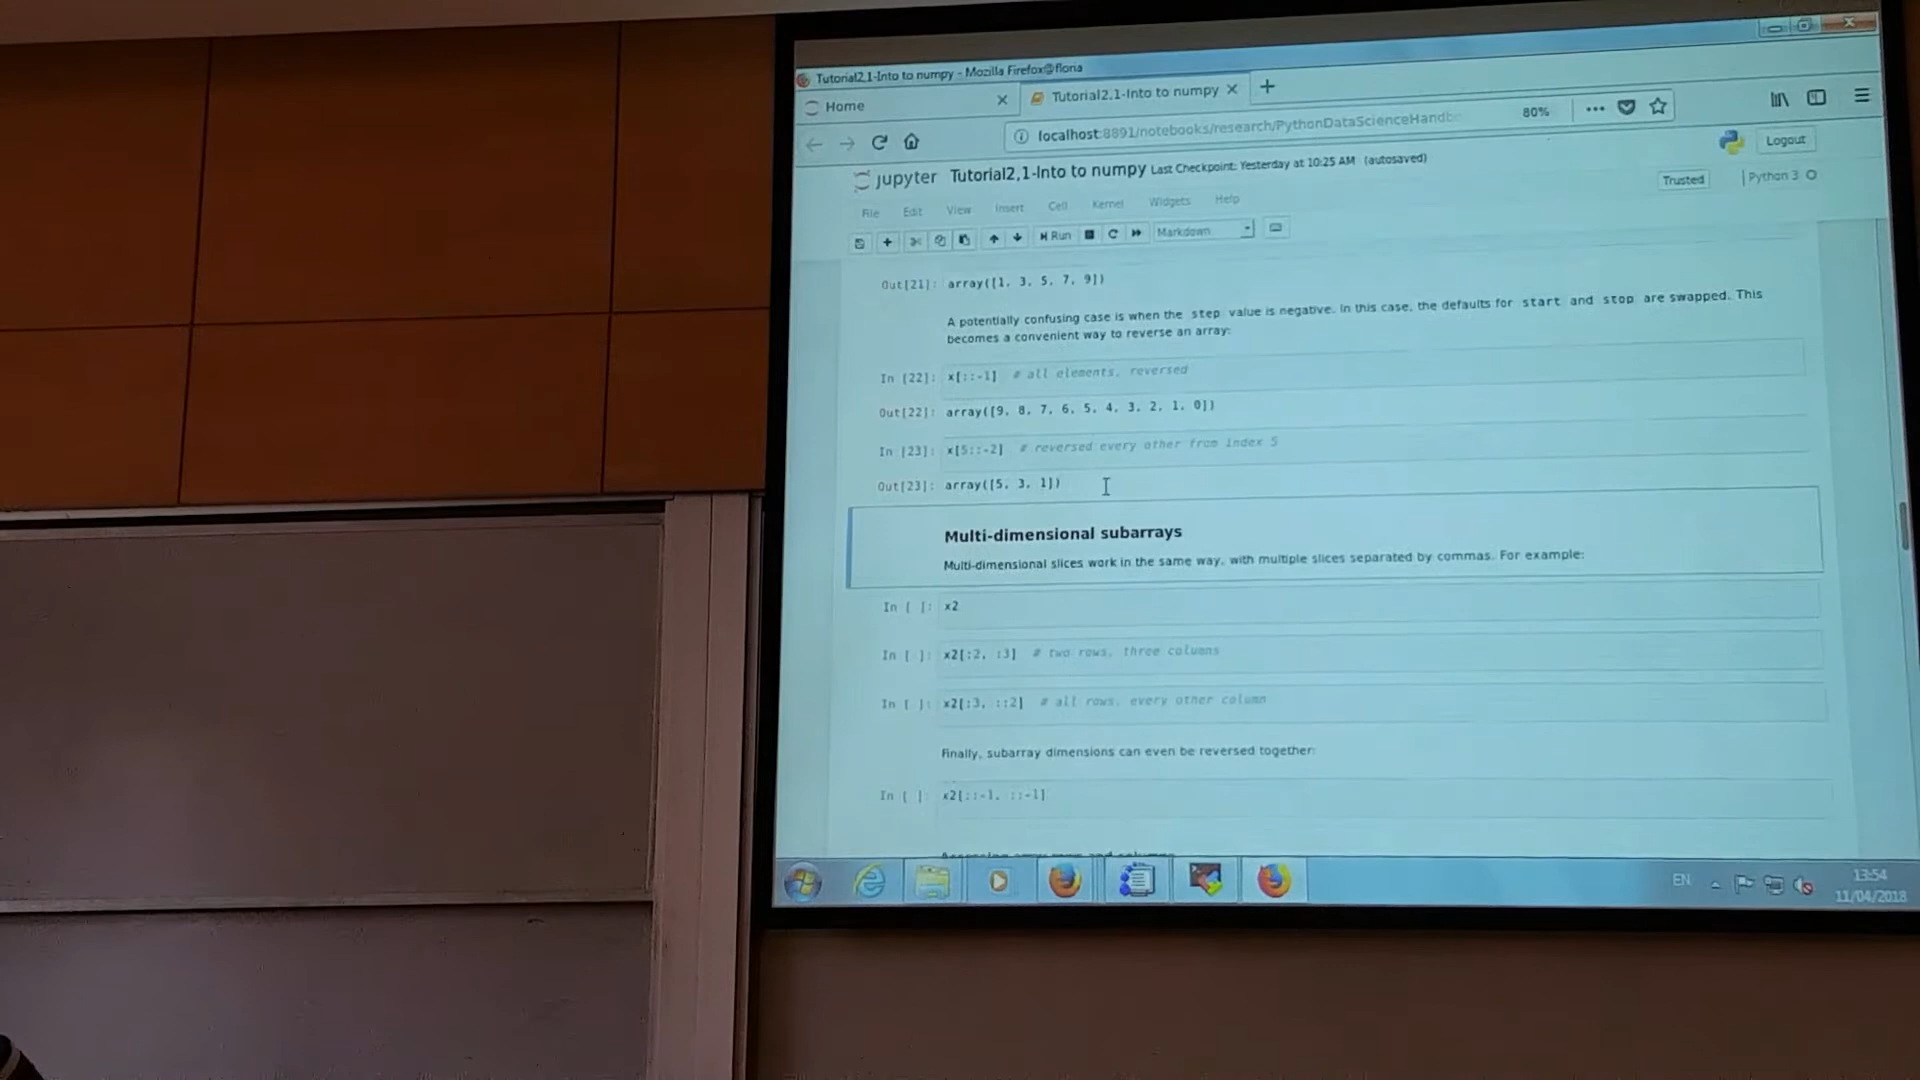 Tutorial2,1-Into to numpy - Mozilla Firefox@flona
Home
Tutorial2,1-Into to numpy
localhost:8891/notebooks/research/PythonDataScienceHandb
80%
jupyter Tutorial2,1-Into to numpy Last Checkpoint: Yesterday at 10:25 AM (autosaved)
Logout
File Edit View Insert Cell Kernel Widgets Help
Trusted
Python 3
Run
Markdown
Out[21]: array([1, 3, 5, 7, 9])
A potentially confusing case is when the step value is negative. In this case, the defaults for start and stop are swapped. This
becomes a convenient way to reverse an array:
In [22]: x[::-1] # all elements, reversed
Out[22]: array([9, 8, 7, 6, 5, 4, 3, 2, 1, 0])
In [23]: x[5::-2] # reversed every other from index 5
Out[23]: array([5, 3, 1])
Multi-dimensional subarrays
Multi-dimensional slices work in the same way, with multiple slices separated by commas. For example:
In [ ]: x2
In [ ]: x2[:2, :3] # two rows, three columns
In [ ]: x2[:3, ::2] # all rows, every other column
Finally, subarray dimensions can even be reversed together:
In [ ]: x2[::-1, ::-1]
EN
13:54
11/04/2018